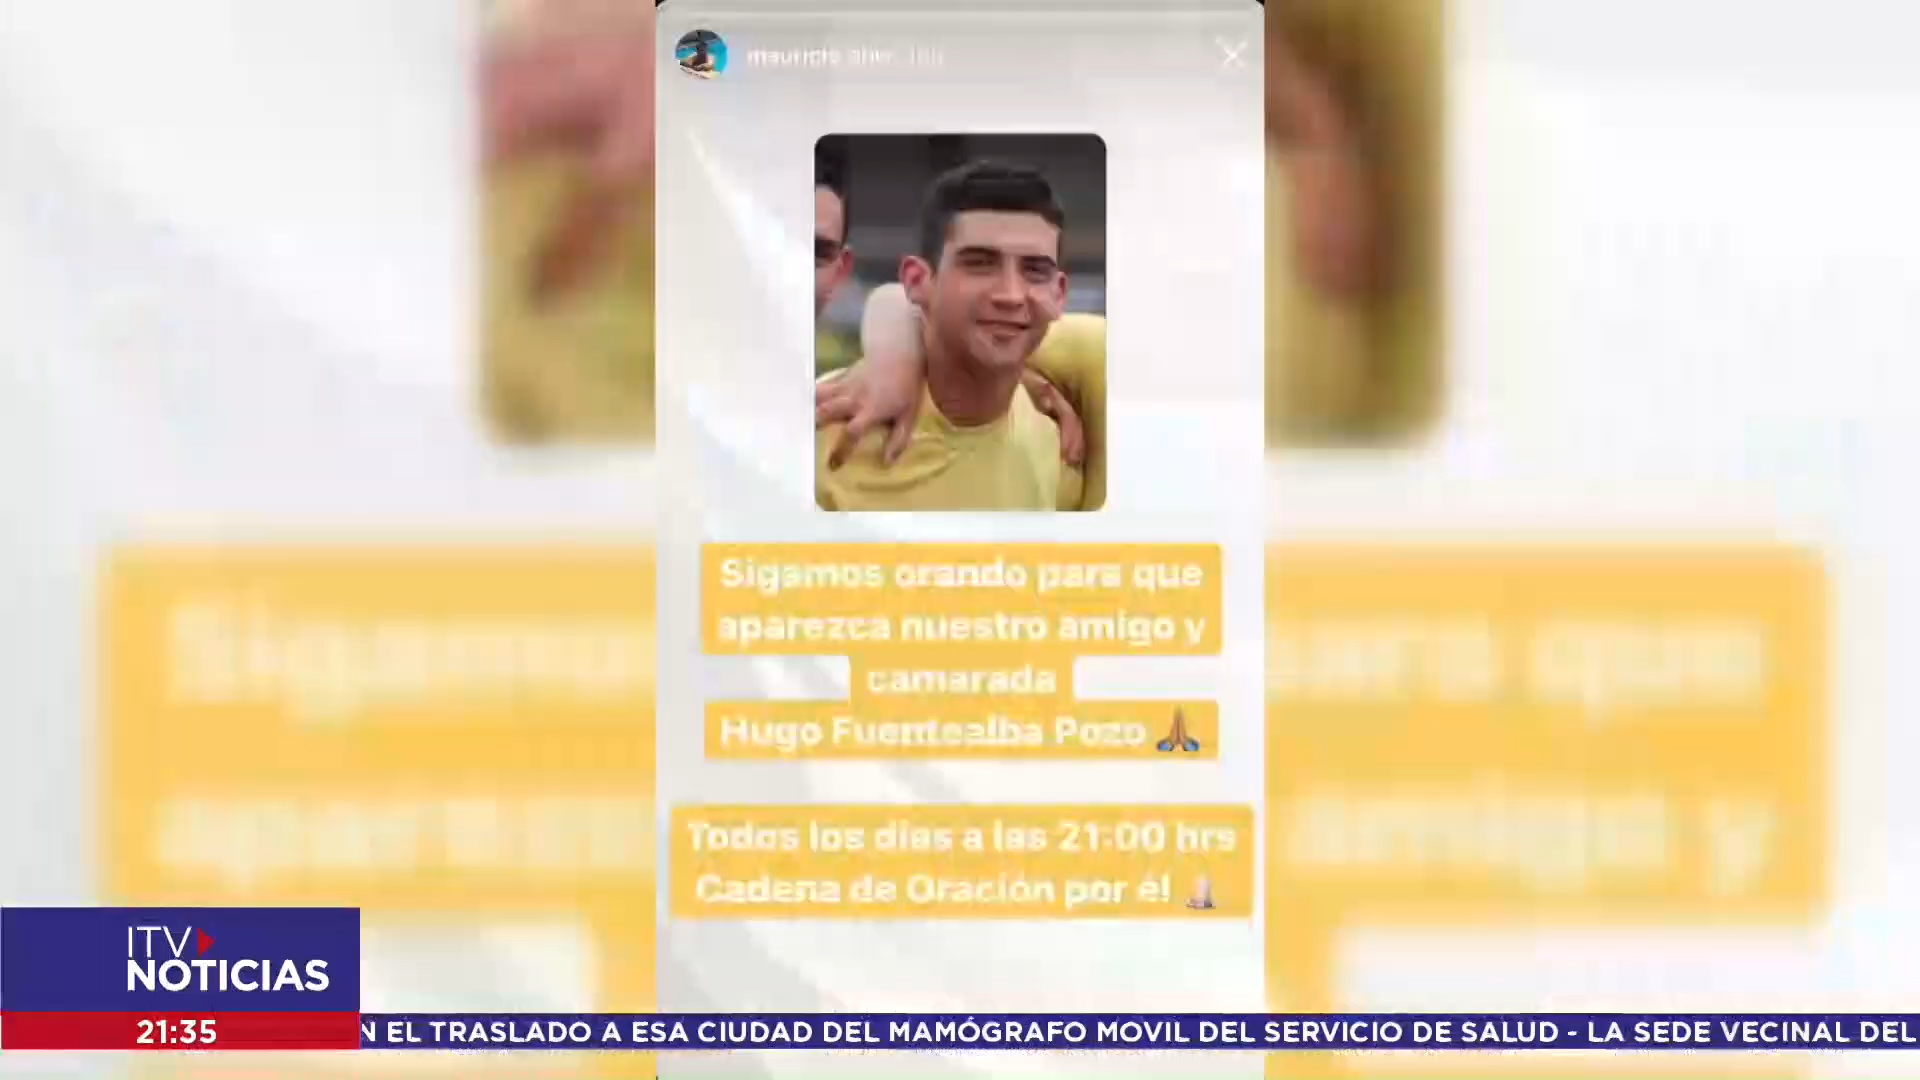 mauricio
Sigamos orando para que
aparezca nuestro amigo y
camarada
Hugo Fuentealba Pozo
Todos los días a las 21:00 hrs
Cadena de Oración por él
ITV
NOTICIAS
21:35
N EL TRASLADO A ESA CIUDAD DEL MAMÓGRAFO MOVIL DEL SERVICIO DE SALUD - LA SEDE VECINAL DEL